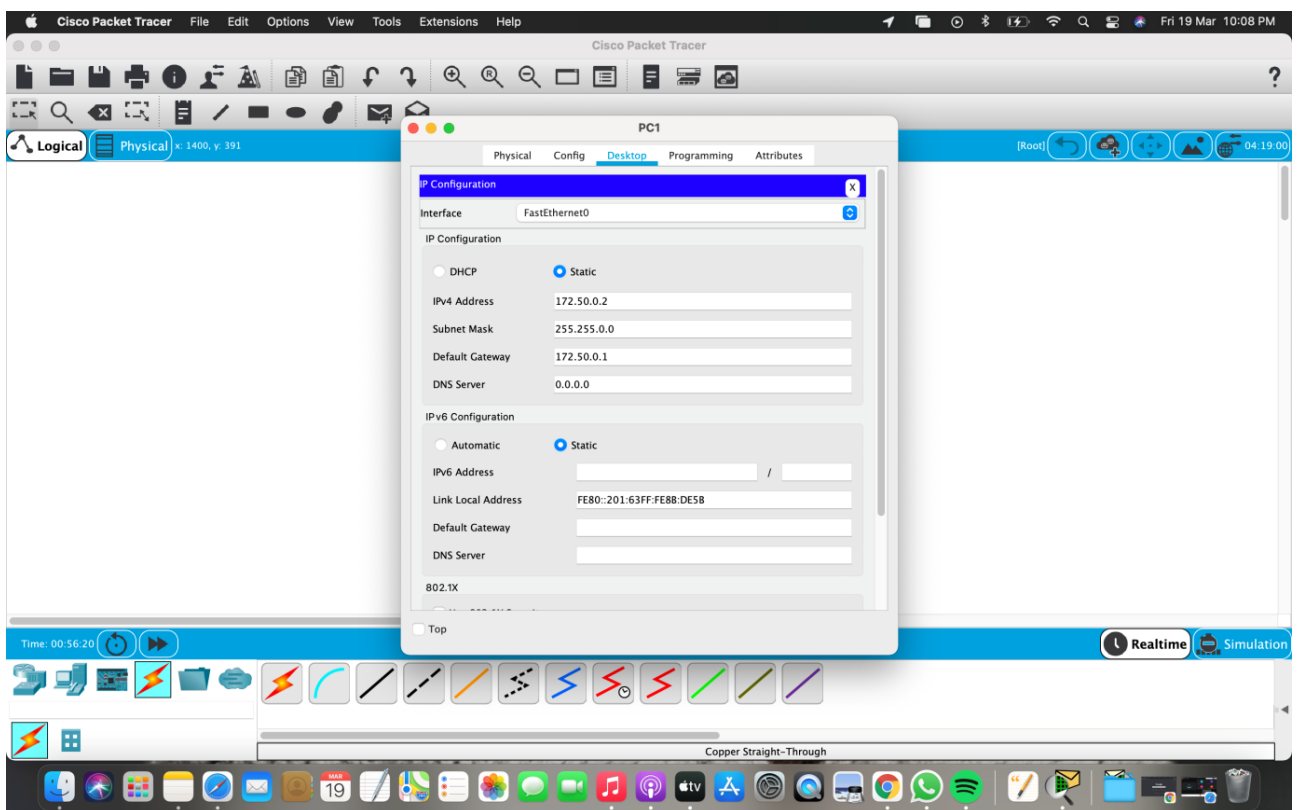 Cisco Packet Tracer File Edit Options View Tools Extensions Help Fri 19 Mar 10:08 PM
Cisco Packet Tracer
?
PC1
Logical Physical x: 1400, y: 391 [Root] 04:19:00
Physical Config Desktop Programming Attributes
IP Configuration X
Interface FastEthernet0
IP Configuration
DHCP Static
IPv4 Address 172.50.0.2
Subnet Mask 255.255.0.0
Default Gateway 172.50.0.1
DNS Server 0.0.0.0
IPv6 Configuration
Automatic Static
IPv6 Address /
Link Local Address FE80::201:63FF:FE8B:DE5B
Default Gateway
DNS Server
802.1X
Top
Time: 00:56:20 Realtime Simulation
Copper Straight-Through
MAR
19
tv